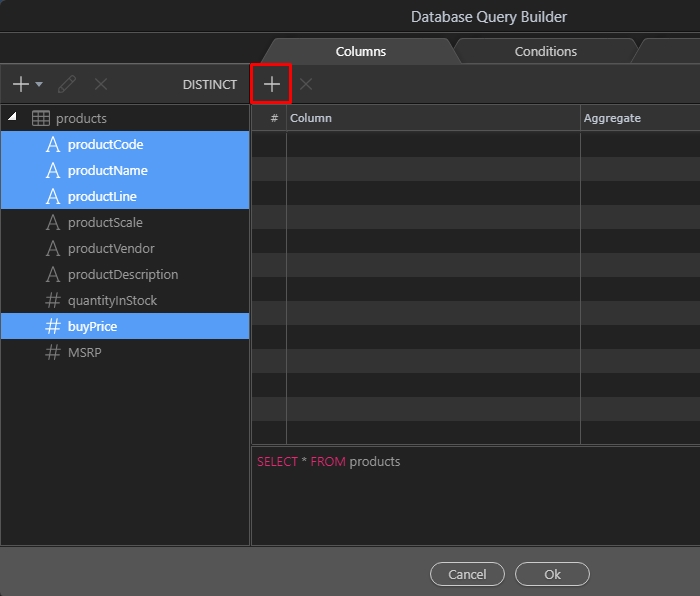 Database Query Builder
Columns
Conditions
DISTINCT
# Column Aggregate
products
A productCode
A productName
A productLine
A productScale
A productVendor
A productDescription
# quantityInStock
# buyPrice
# MSRP
SELECT * FROM products
Cancel
Ok